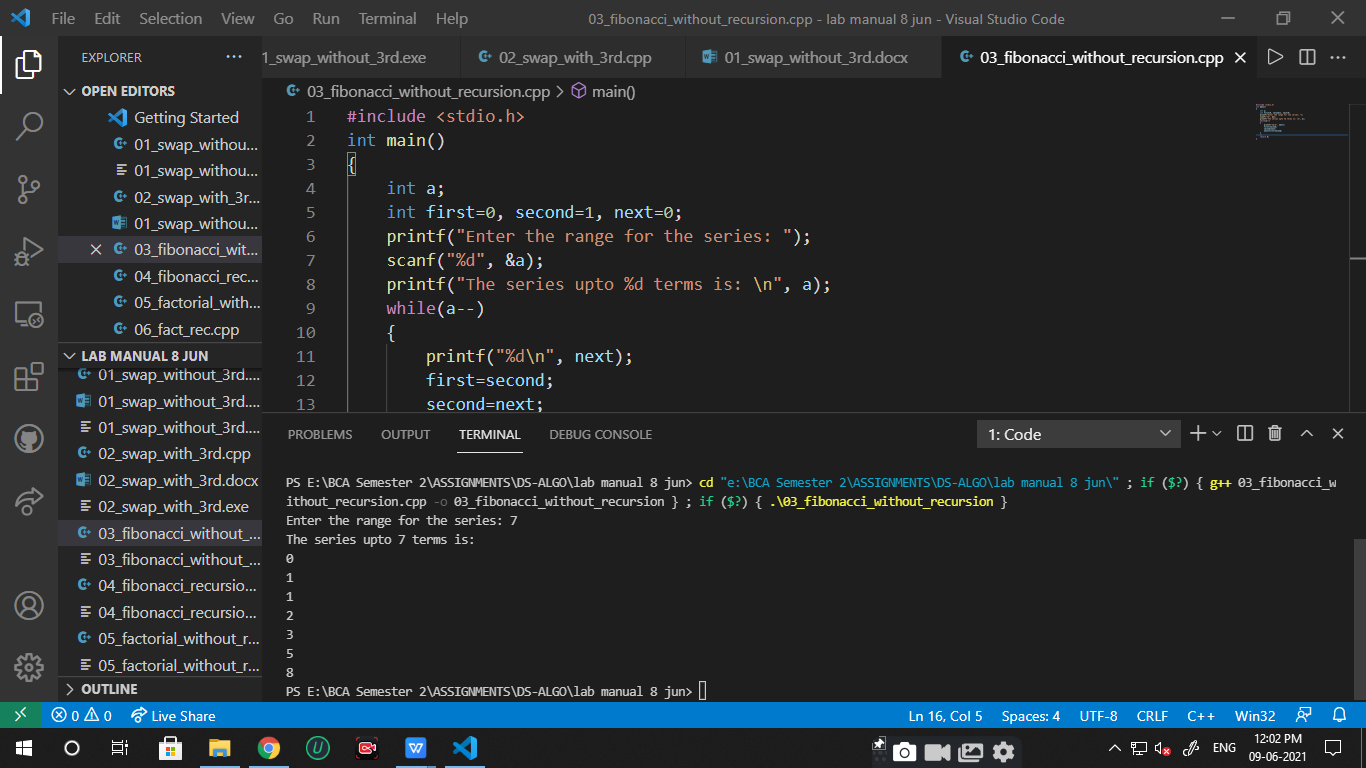 File Edit Selection View Go Run Terminal Help
03_fibonacci_without_recursion.cpp - lab manual 8 jun - Visual Studio Code
EXPLORER
1_swap_without_3rd.exe 02_swap_with_3rd.cpp 01_swap_without_3rd.docx 03_fibonacci_without_recursion.cpp
OPEN EDITORS
Getting Started
01_swap_withou...
01_swap_withou...
02_swap_with_3r...
01_swap_withou...
03_fibonacci_wit...
04_fibonacci_rec...
05_factorial_with...
06_fact_rec.cpp
LAB MANUAL 8 JUN
01_swap_without_3rd....
01_swap_without_3rd....
01_swap_without_3rd....
02_swap_with_3rd.cpp
02_swap_with_3rd.docx
02_swap_with_3rd.exe
03_fibonacci_without_...
03_fibonacci_without_...
04_fibonacci_recursio...
04_fibonacci_recursio...
05_factorial_without_r...
05_factorial_without_r...
OUTLINE
03_fibonacci_without_recursion.cpp > main()
1 #include <stdio.h>
2 int main()
3 {
4 int a;
5 int first=0, second=1, next=0;
6 printf("Enter the range for the series: ");
7 scanf("%d", &a);
8 printf("The series upto %d terms is: \n", a);
9 while(a--)
10 {
11 printf("%d\n", next);
12 first=second;
13 second=next;
PROBLEMS OUTPUT TERMINAL DEBUG CONSOLE
1: Code
PS E:\BCA Semester 2\ASSIGNMENTS\DS-ALGO\lab manual 8 jun> cd "e:\BCA Semester 2\ASSIGNMENTS\DS-ALGO\lab manual 8 jun\" ; if ($?) { g++ 03_fibonacci_w
ithout_recursion.cpp -o 03_fibonacci_without_recursion } ; if ($?) { .\03_fibonacci_without_recursion }
Enter the range for the series: 7
The series upto 7 terms is:
0
1
1
2
3
5
8
PS E:\BCA Semester 2\ASSIGNMENTS\DS-ALGO\lab manual 8 jun>
0 0 Live Share
Ln 16, Col 5 Spaces: 4 UTF-8 CRLF C++ Win32
ENG
12:02 PM
09-06-2021